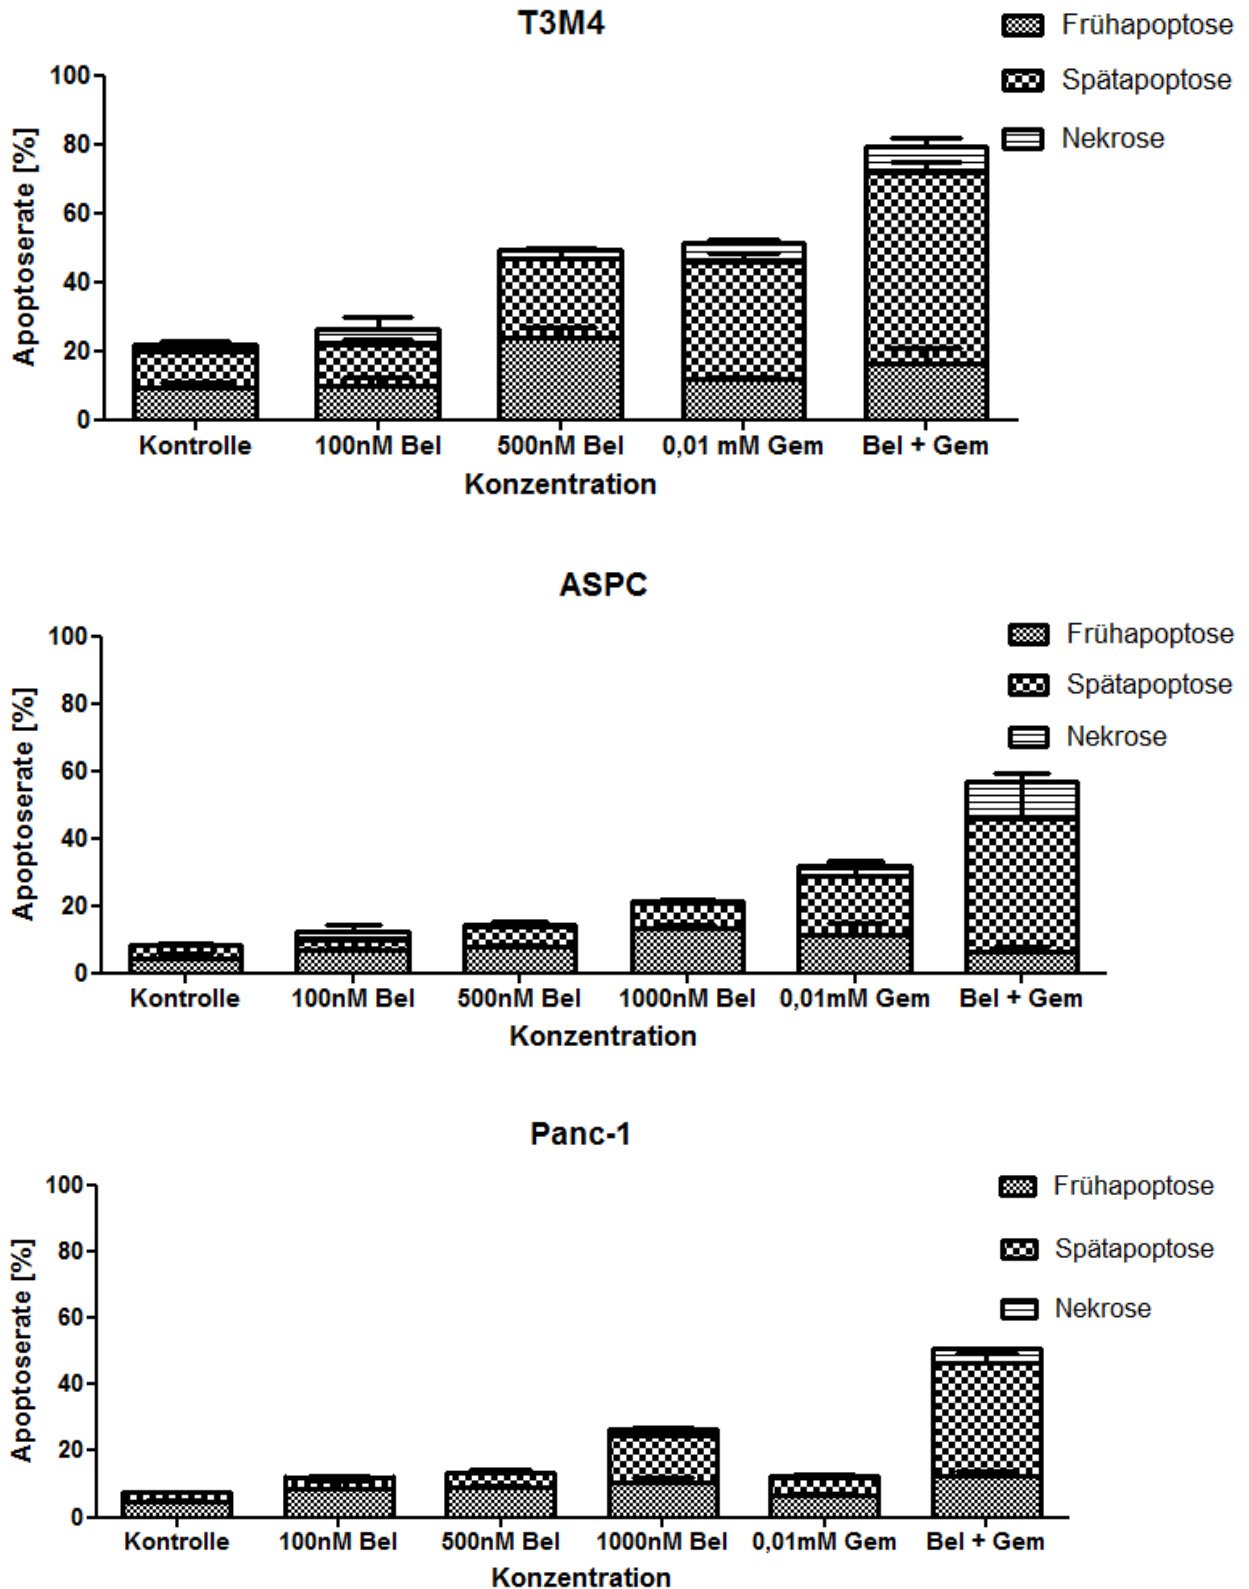 T3M4
Frühapoptose
Spätapoptose
Nekrose
Apoptoserate [%]
100
80
60
40
20
0
Kontrolle 100nM Bel 500nM Bel 0,01 mM Gem Bel + Gem
Konzentration
ASPC
Frühapoptose
Spätapoptose
Nekrose
Apoptoserate [%]
100
80
60
40
20
0
Kontrolle 100nM Bel 500nM Bel 1000nM Bel 0,01mM Gem Bel + Gem
Konzentration
Panc-1
Frühapoptose
Spätapoptose
Nekrose
Apoptoserate [%]
100
80
60
40
20
0
Kontrolle 100nM Bel 500nM Bel 1000nM Bel 0,01mM Gem Bel + Gem
Konzentration